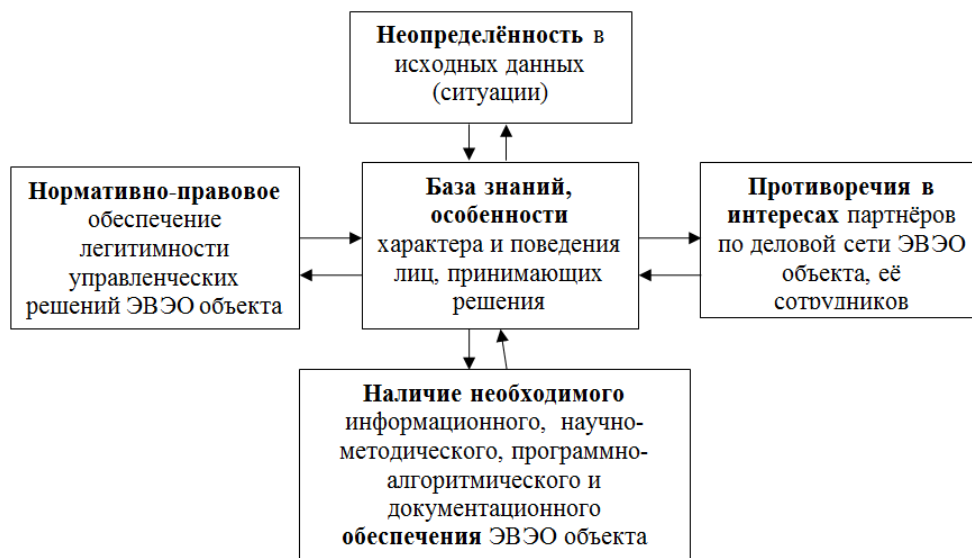 Неопределённость в
исходных данных
(ситуации)
Нормативно-правовое
обеспечение
легитимности
управленческих
решений ЭВЭО объекта
База знаний,
особенности
характера и поведения
лиц, принимающих
решения
Противоречия в
интересах партнёров
по деловой сети ЭВЭО
объекта, её
сотрудников
Наличие необходимого
информационного, научно-
методического, программно-
алгоритмического и
документационного
обеспечения ЭВЭО объекта